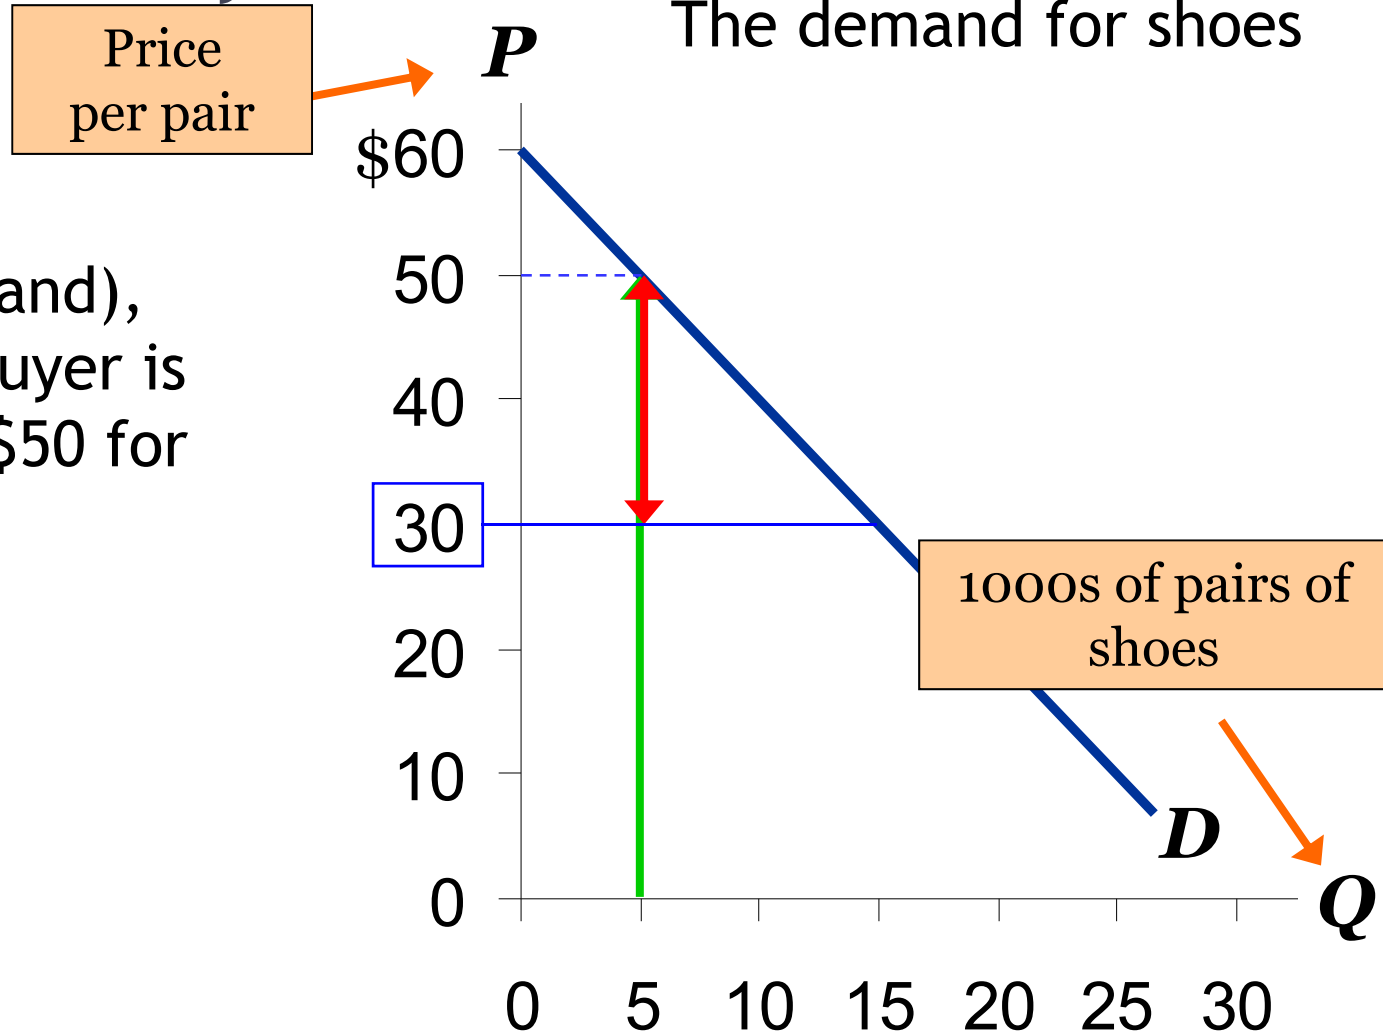 The demand for shoes
P
Price
per pair
$60
50
and),
uyer is
40
$50 for
30
1000s of pairs of
shoes
20
10
D
0
Q
0 5 10 15 20 25 30